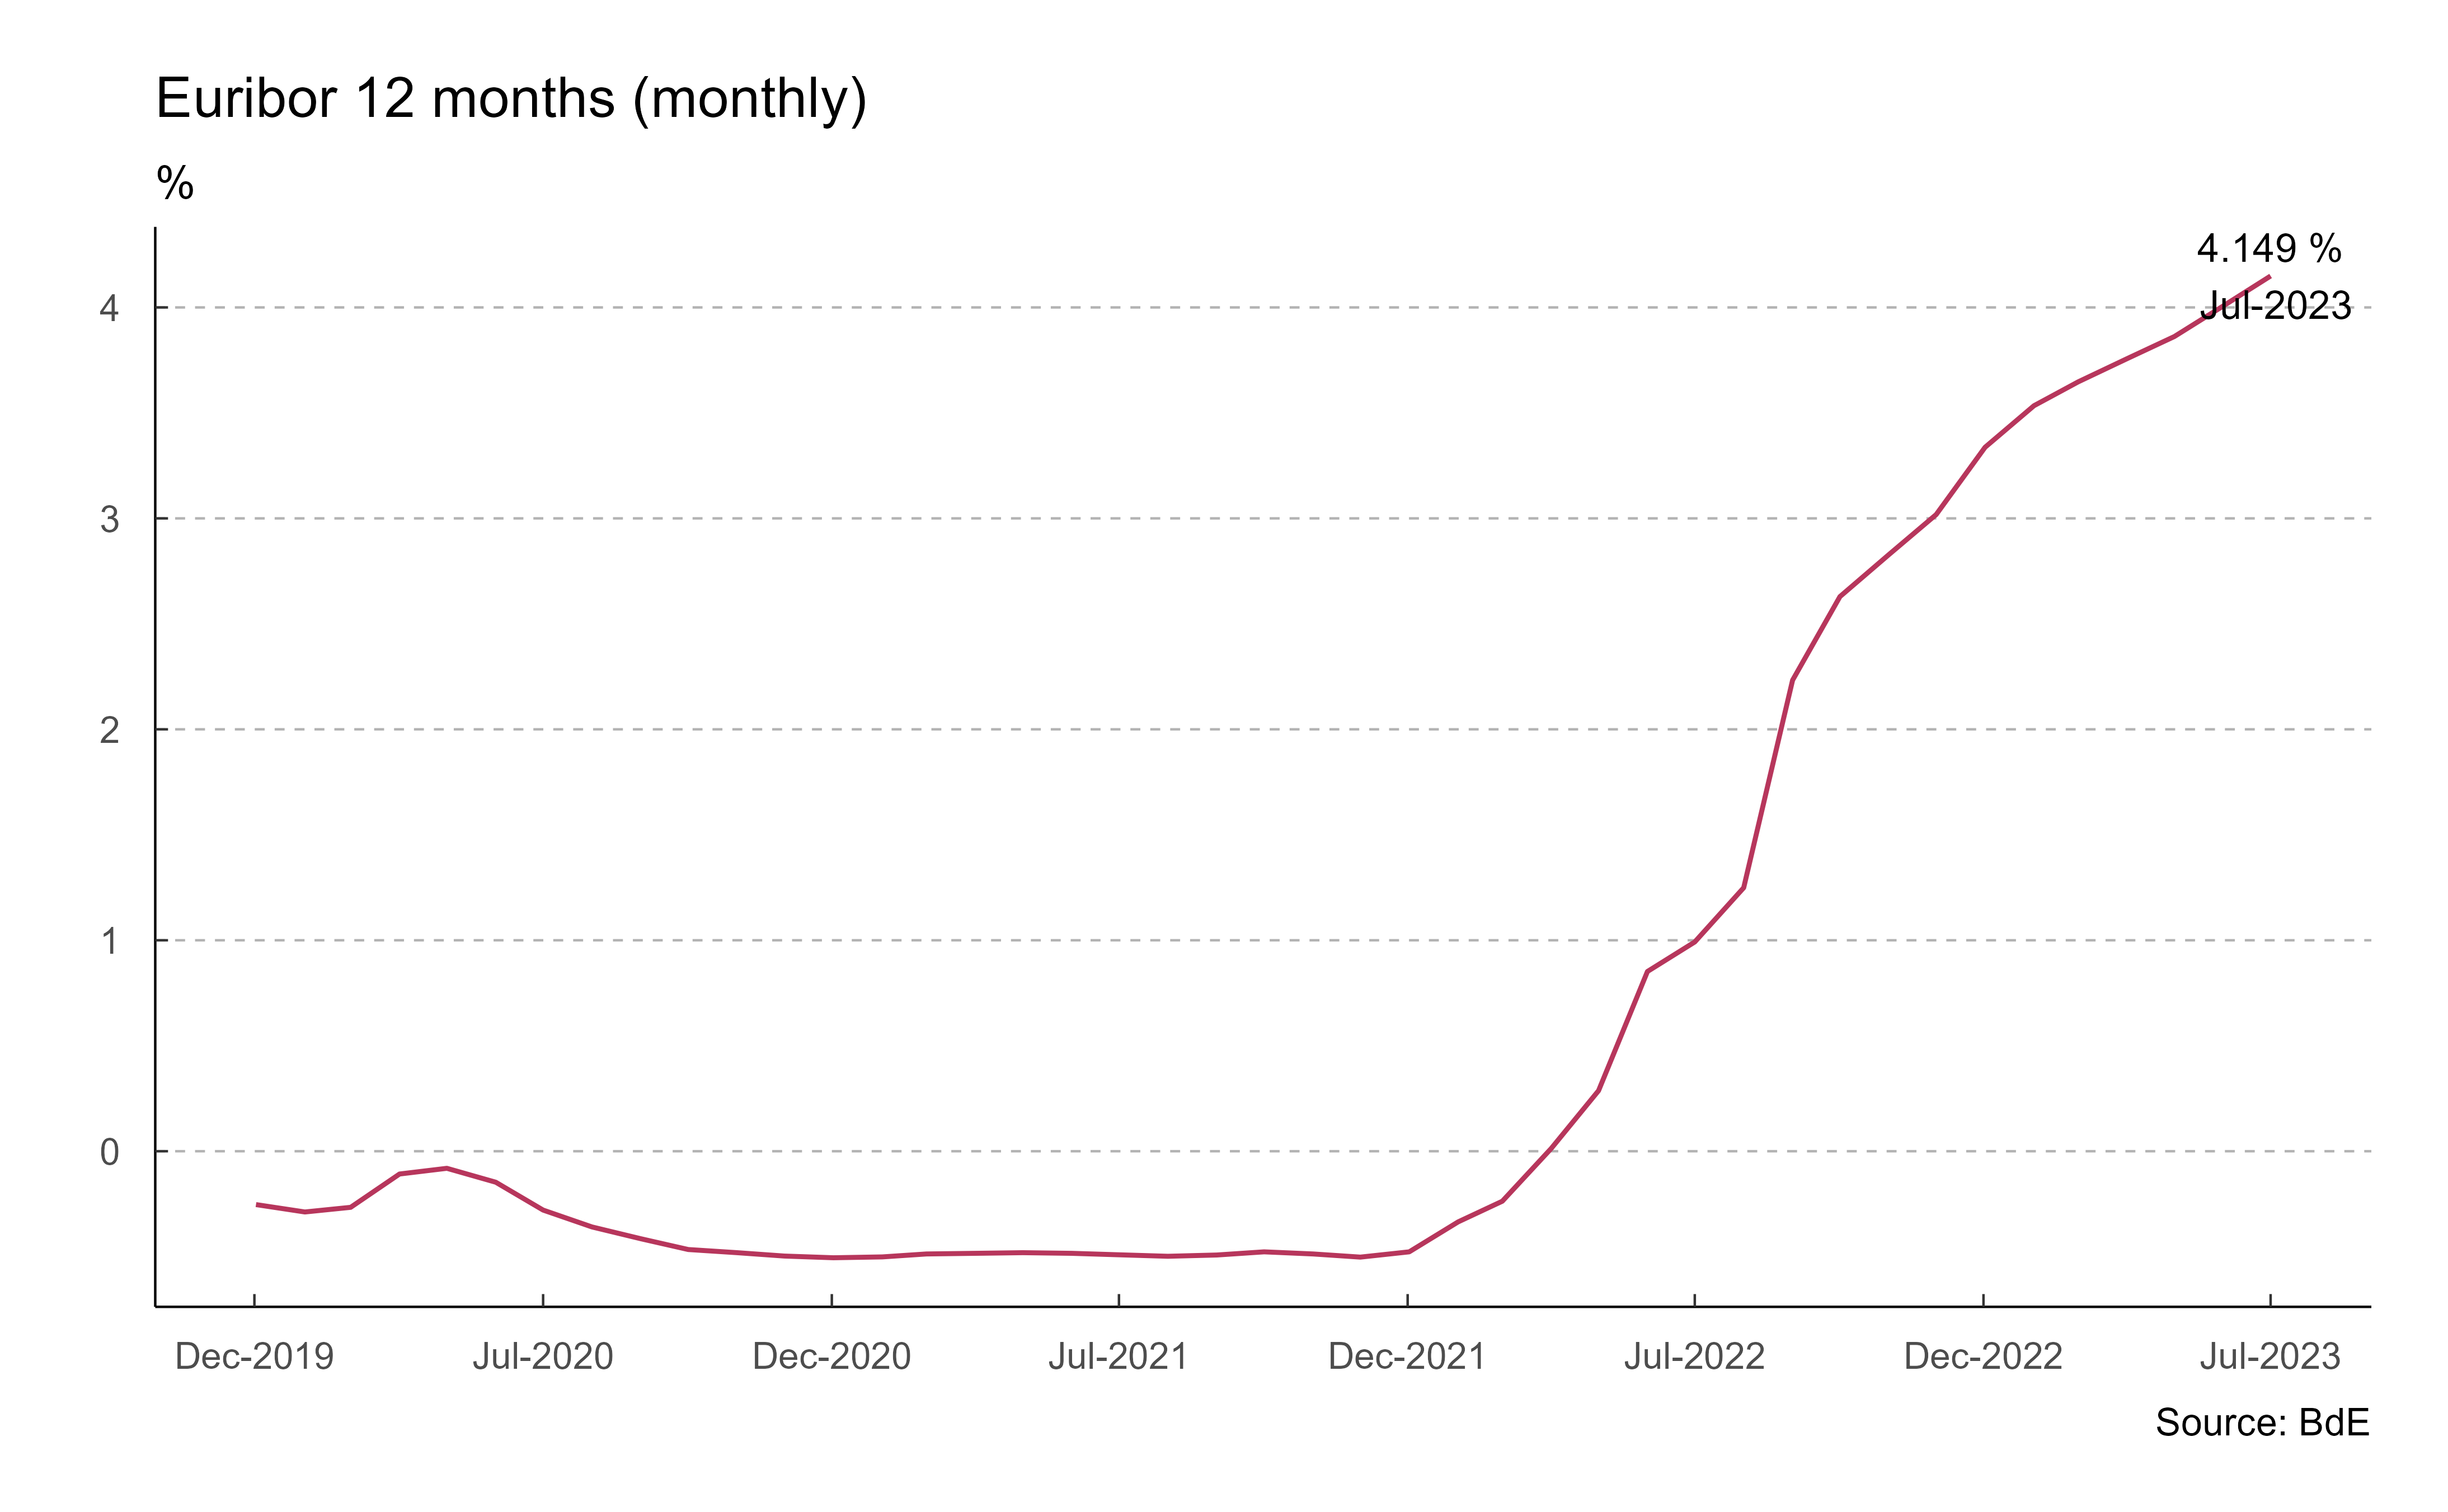 Euribor 12 months (monthly)
%
4.149 %
Jul-2023
4
3
2
1
0
Dec-2019 Jul-2020 Dec-2020 Jul-2021 Dec-2021 Jul-2022 Dec-2022 Jul-2023
Source: BdE